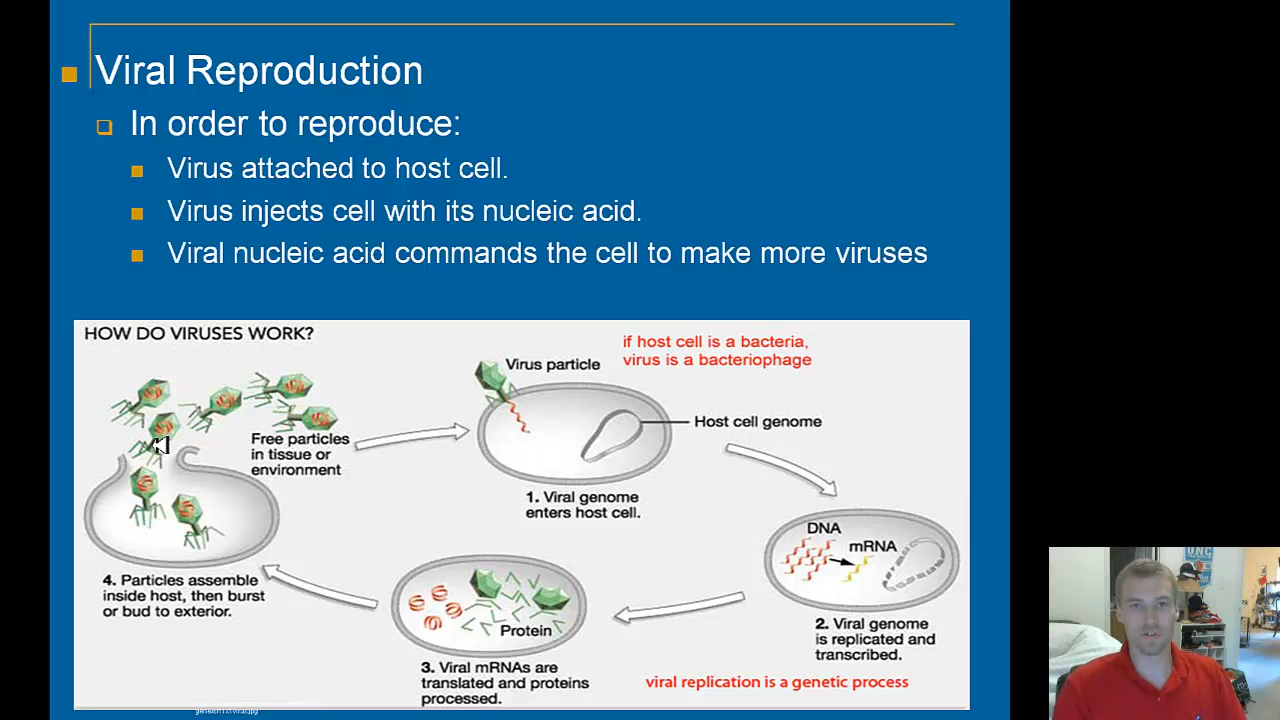 Viral Reproduction
In order to reproduce:
Virus attached to host cell.
Virus injects cell with its nucleic acid.
Viral nucleic acid commands the cell to make more viruses
HOW DO VIRUSES WORK?
if host cell is a bacteria,
virus is a bacteriophage
Virus particle
Host cell genome
Free particles
in tissue or
environment
1. Viral genome
enters host cell.
DNA
mRNA
2. Viral genome
is replicated and
transcribed.
Protein
3. Viral mRNAs are
translated and proteins
processed.
4. Particles assemble
inside host, then burst
or bud to exterior.
viral replication is a genetic process
UNC